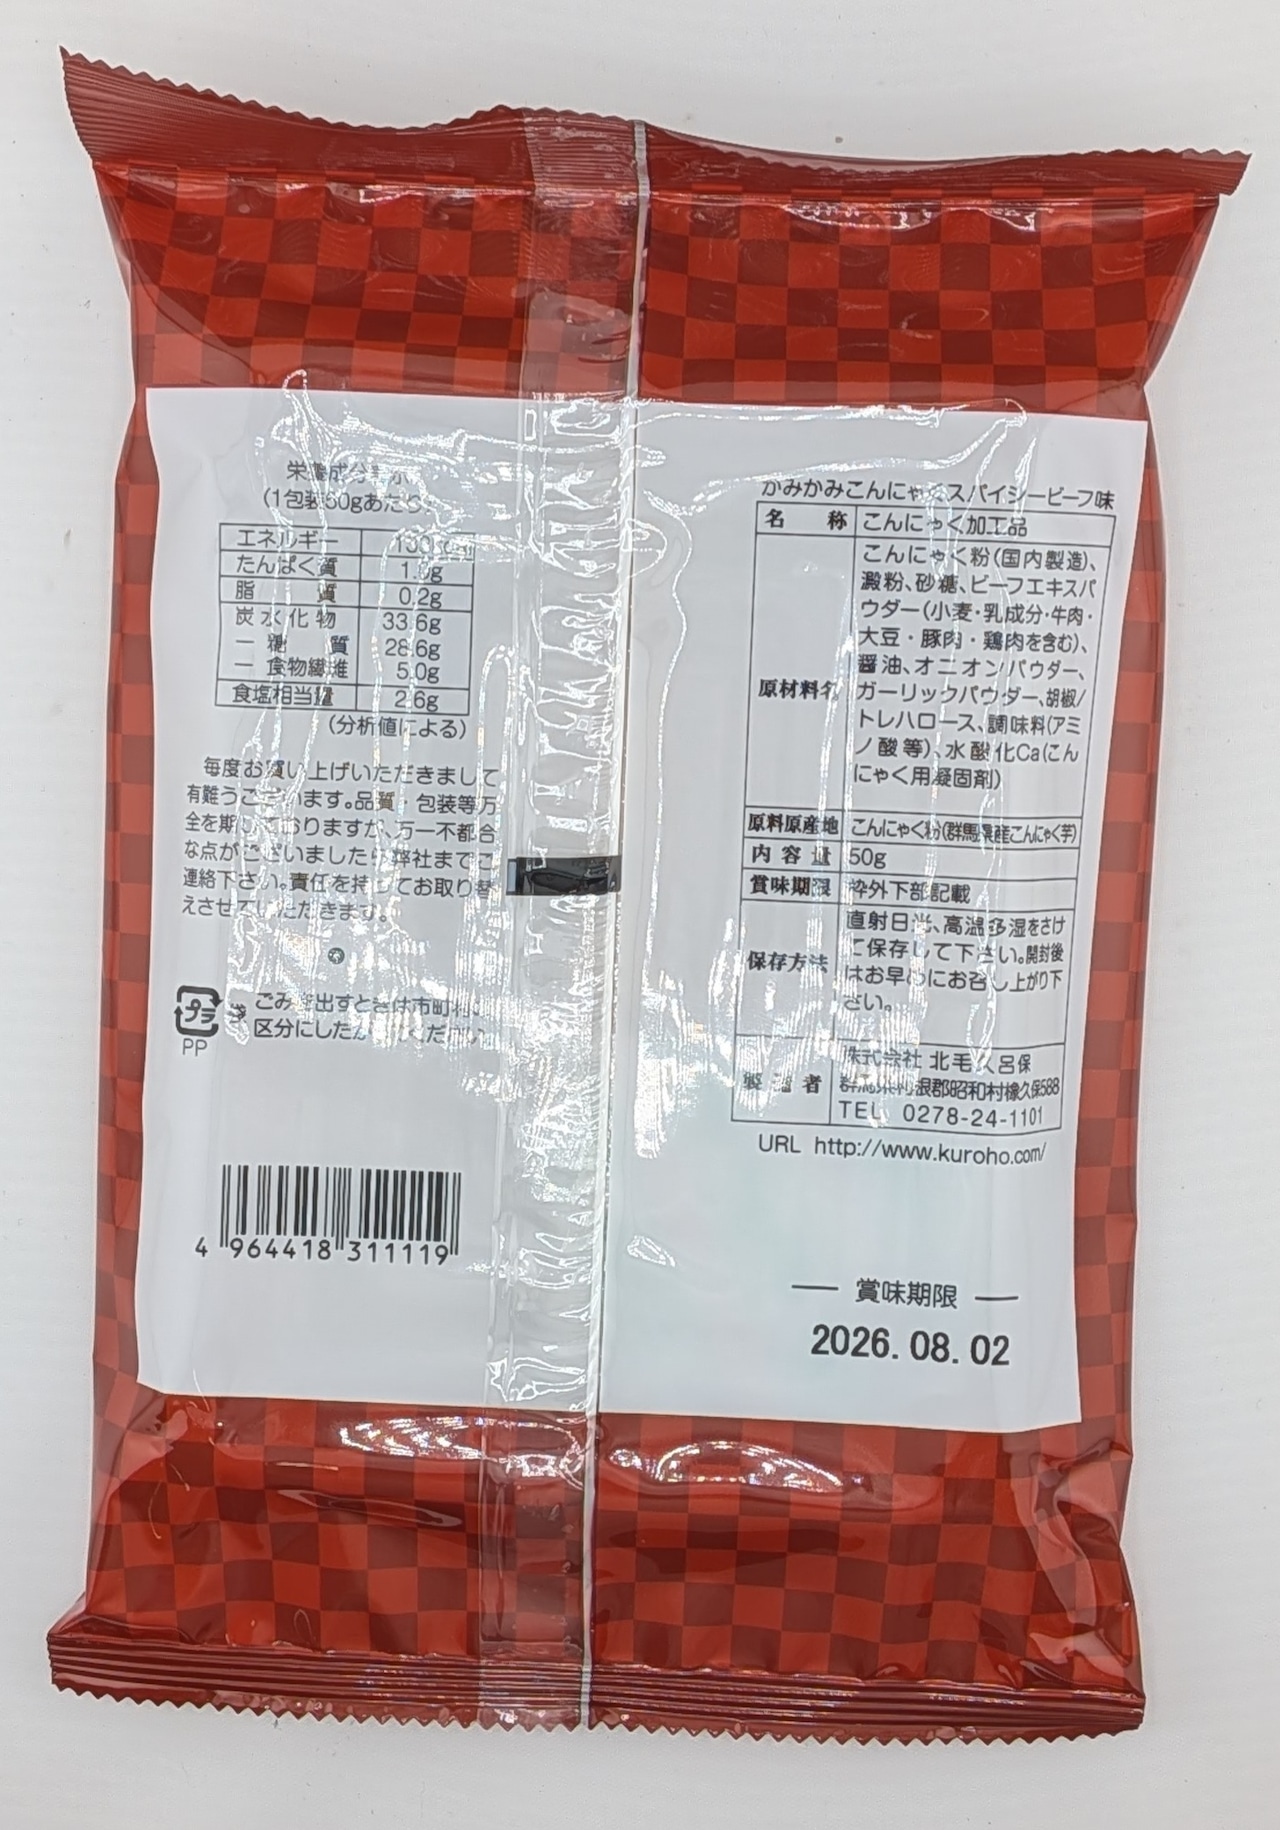 栄養成分表示
(1包装50gあたり)
エネルギー
たんぱく質
脂質 0.2g
炭水化物 33.6g
— 糖質 28.6g
— 食物繊維 5.0g
食塩相当量 2.6g
(分析値による)
毎度お買い上げいただきまして
有難うございます。品質・包装等万
全を期しておりますが、万一不都合
な点がございましたら弊社までご
連絡下さい。責任を持ってお取り替
えさせていただきます。
プラ
PP
ごみを出すときは市町村の
区分にしたがってください
4 964418 311119
かみかみこんにゃくスパイシービーフ味
名称 こんにゃく加工品
原材料名 こんにゃく粉(国内製造)、
澱粉、砂糖、ビーフエキスパ
ウダー(小麦・乳成分・牛肉・
大豆・豚肉・鶏肉を含む)、
醤油、オニオンパウダー、
ガーリックパウダー、胡椒/
トレハロース、調味料(アミ
ノ酸等)、水酸化Ca(こん
にゃく用凝固剤)
原料原産地 こんにゃく粉(群馬県産こんにゃく芋)
内容量 50g
賞味期限 枠外下部記載
保存方法 直射日光、高温多湿をさけ
て保存して下さい。開封後
はお早めにお召し上がり下
さい。
製造者 株式会社 北毛久呂保
群馬県利根郡昭和村橡久保588
TEL 0278-24-1101
URL http://www.kuroho.com/
— 賞味期限 —
2026.08.02